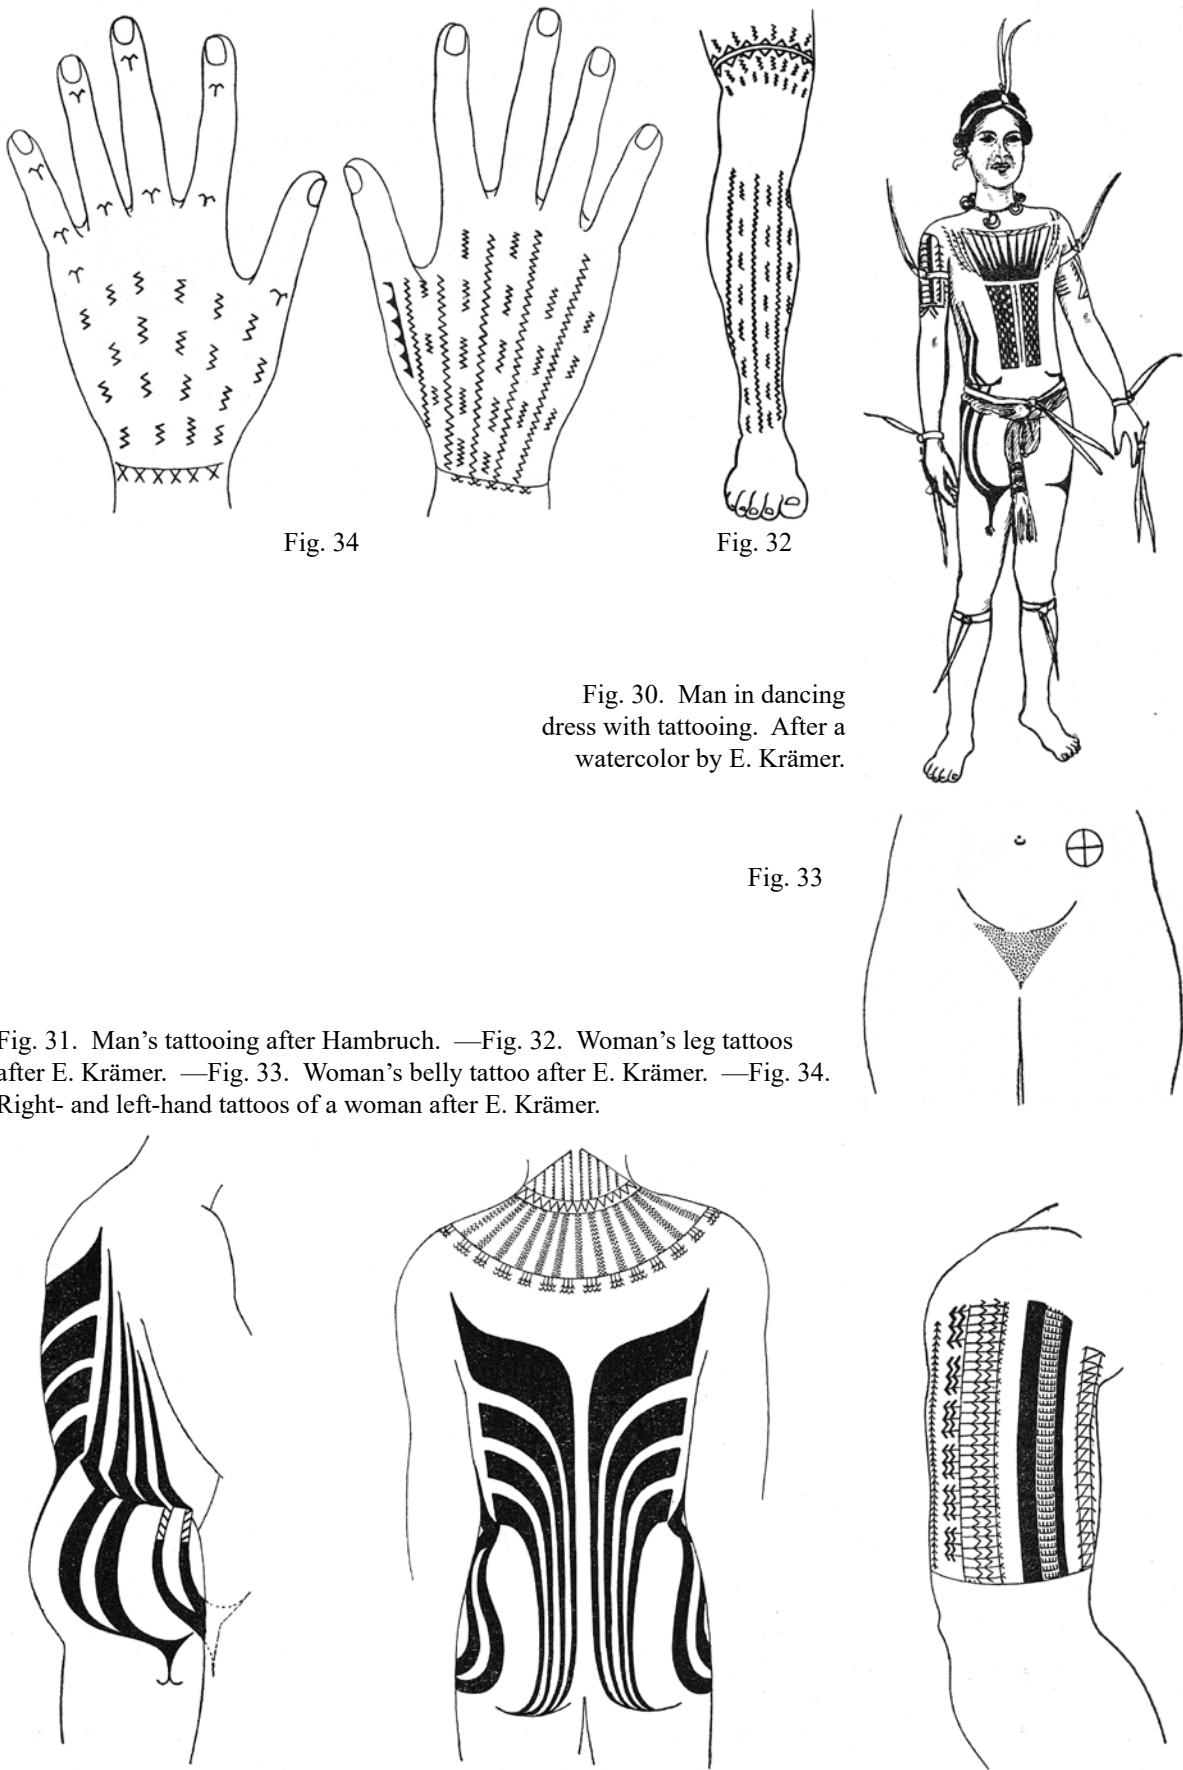 Fig. 34
Fig. 32
Fig. 30. Man in dancing
dress with tattooing. After a
watercolor by E. Krämer.
Fig. 33
Fig. 31. Man’s tattooing after Hambruch. —Fig. 32. Woman’s leg tattoos
after E. Krämer. —Fig. 33. Woman’s belly tattoo after E. Krämer. —Fig. 34.
Right- and left-hand tattoos of a woman after E. Krämer.